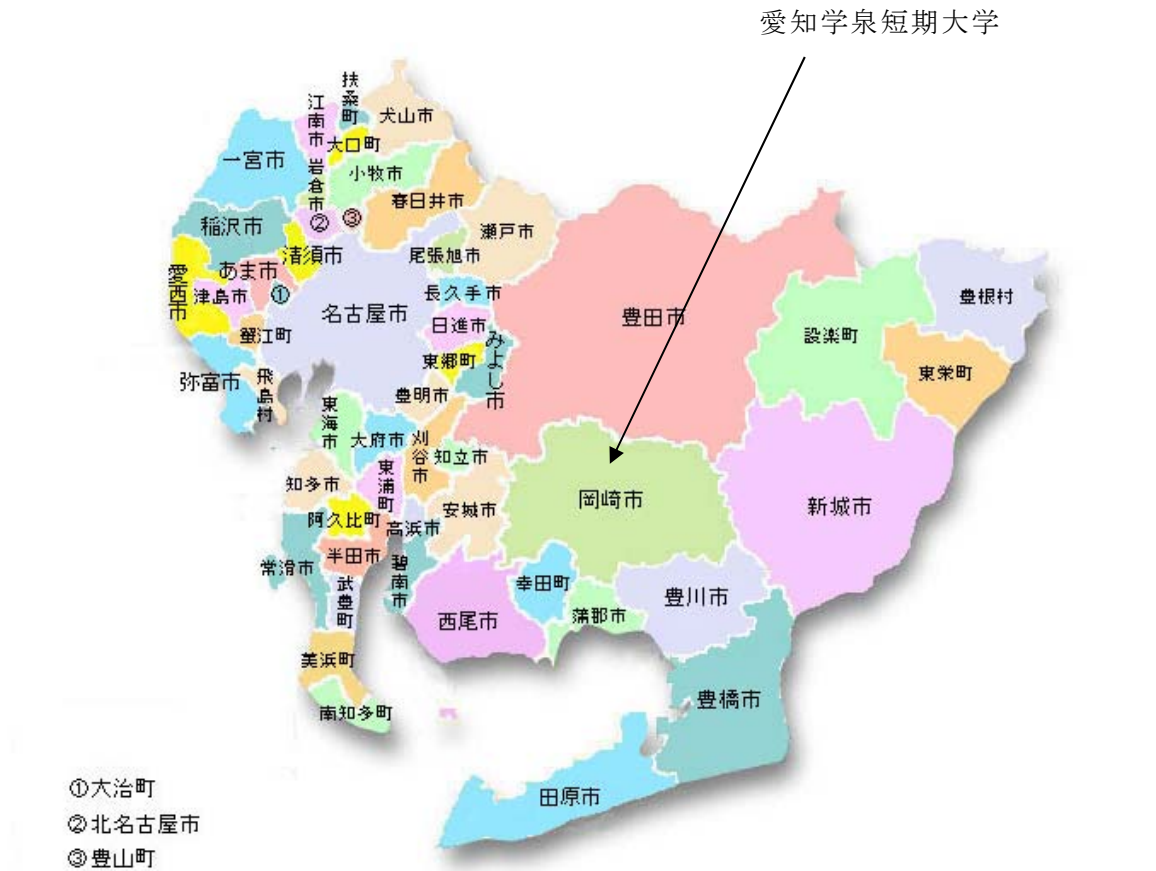 愛知学泉短期大学
扶桑町
江南市
犬山市
大口町
一宮市
岩倉市
小牧市
春日井市
稲沢市
②
③
瀬戸市
清須市
尾張旭市
愛西市
あま市
津島市
①
長久手市
豊根村
名古屋市
日進市
豊田市
みよし市
設楽町
蟹江町
東郷町
東栄町
弥富市
飛島村
豊明市
東海市
大府市
刈谷市
知立市
東浦町
知多市
岡崎市
新城市
安城市
阿久比町
高浜市
半田市
常滑市
碧南市
武豊町
幸田町
豊川市
西尾市
蒲郡市
美浜町
豊橋市
南知多町
田原市
①大治町
②北名古屋市
③豊山町